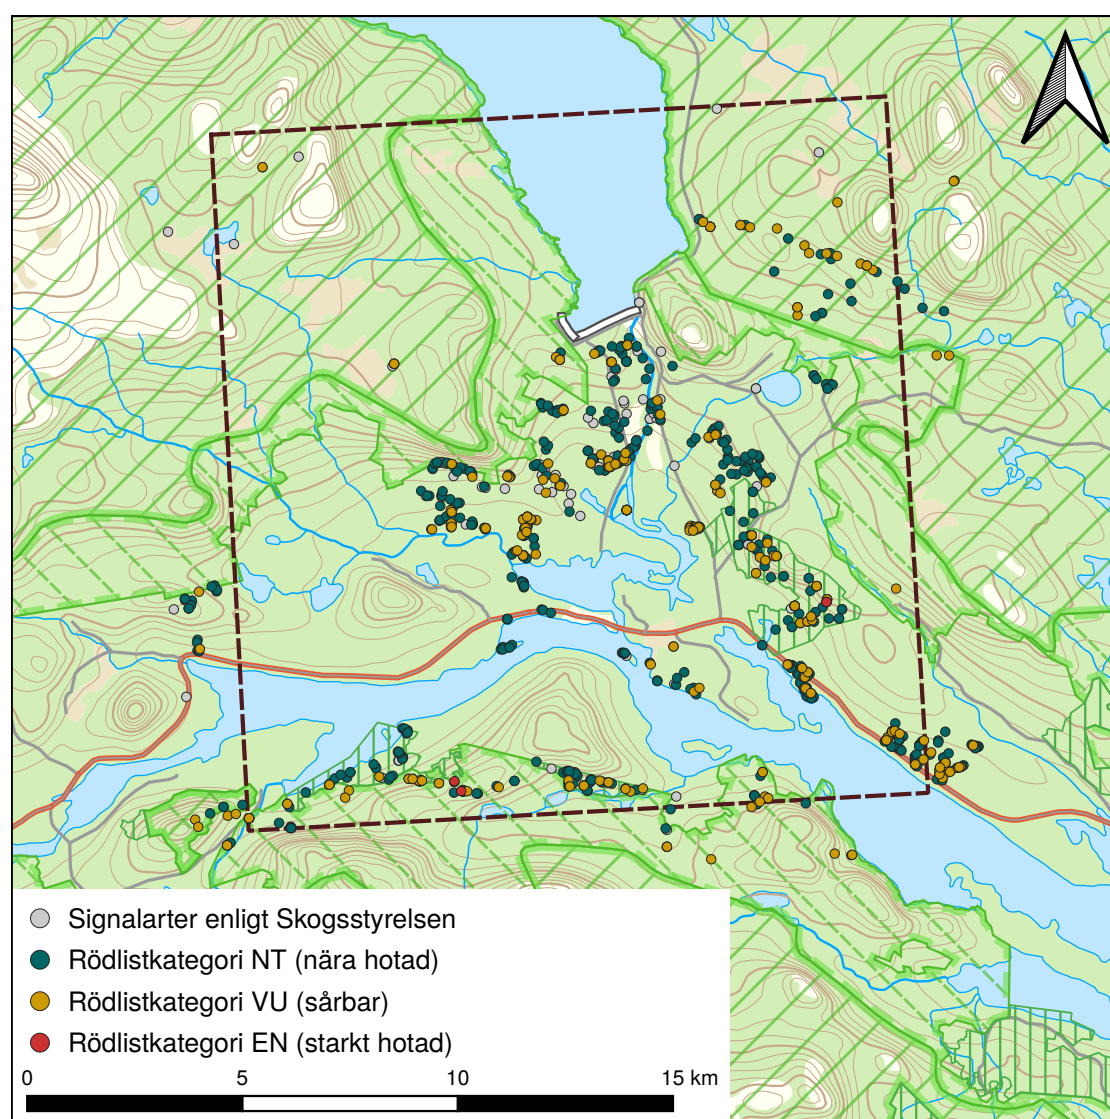 Signalarter enligt Skogsstyrelsen
Rödlistkategori NT (nära hotad)
Rödlistkategori VU (sårbar)
Rödlistkategori EN (starkt hotad)
0 5 10 15 km